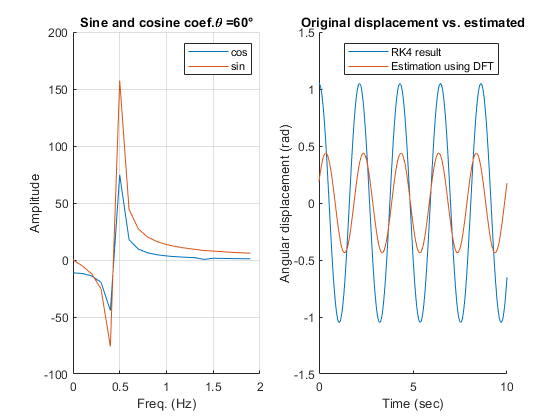 Sine and cosine coef.θ =60°
cos
sin
200
150
100
50
0
-50
-100
Amplitude
0
0.5
1
1.5
2
Freq. (Hz)
Original displacement vs. estimated
RK4 result
Estimation using DFT
1.5
1
0.5
0
-0.5
-1
-1.5
Angular displacement (rad)
0
5
10
Time (sec)